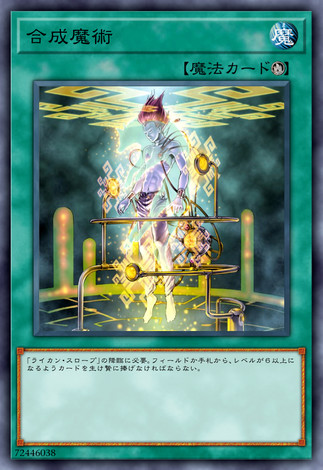 合成魔術
魔
【魔法カード】
「ライカン・スロープ」の降臨に必要。フィールドか手札から、レベルが6以上に
なるようカードを生け贄に捧げなければならない。
72446038